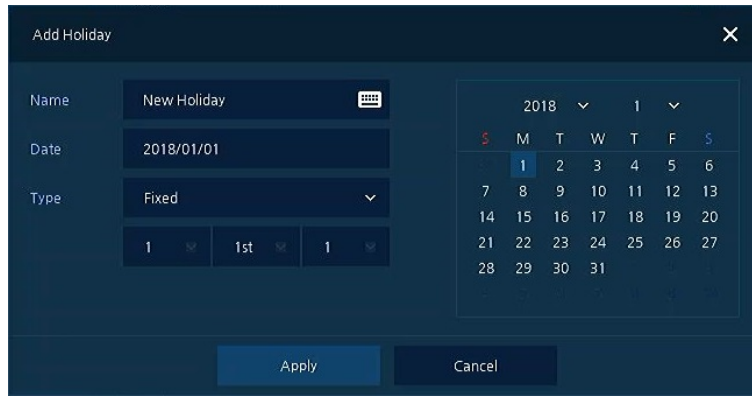 Add Holiday
Name New Holiday
Date 2018/01/01
Type Fixed
1 1st 1
2018 1
S M T W T F S
1 2 3 4 5 6
7 8 9 10 11 12 13
14 15 16 17 18 19 20
21 22 23 24 25 26 27
28 29 30 31
Apply Cancel